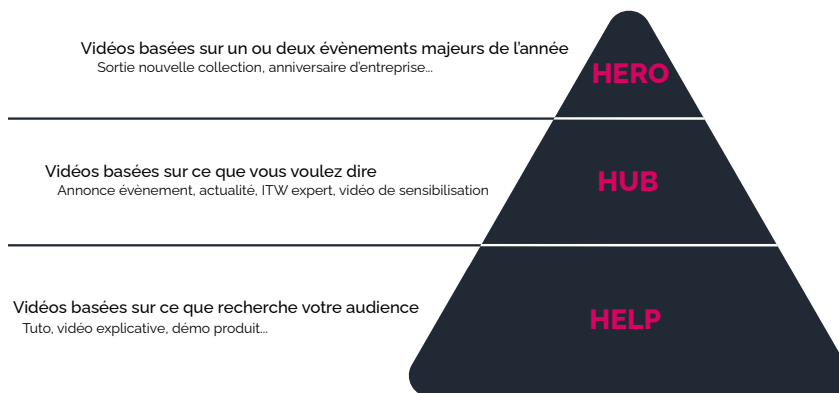 Vidéos basées sur un ou deux évènements majeurs de l'année
Sortie nouvelle collection, anniversaire d'entreprise...
HERO
Vidéos basées sur ce que vous voulez dire
Annonce évènement, actualité, ITW expert, vidéo de sensibilisation
HUB
Vidéos basées sur ce que recherche votre audience
Tuto, vidéo explicative, démo produit...
HELP